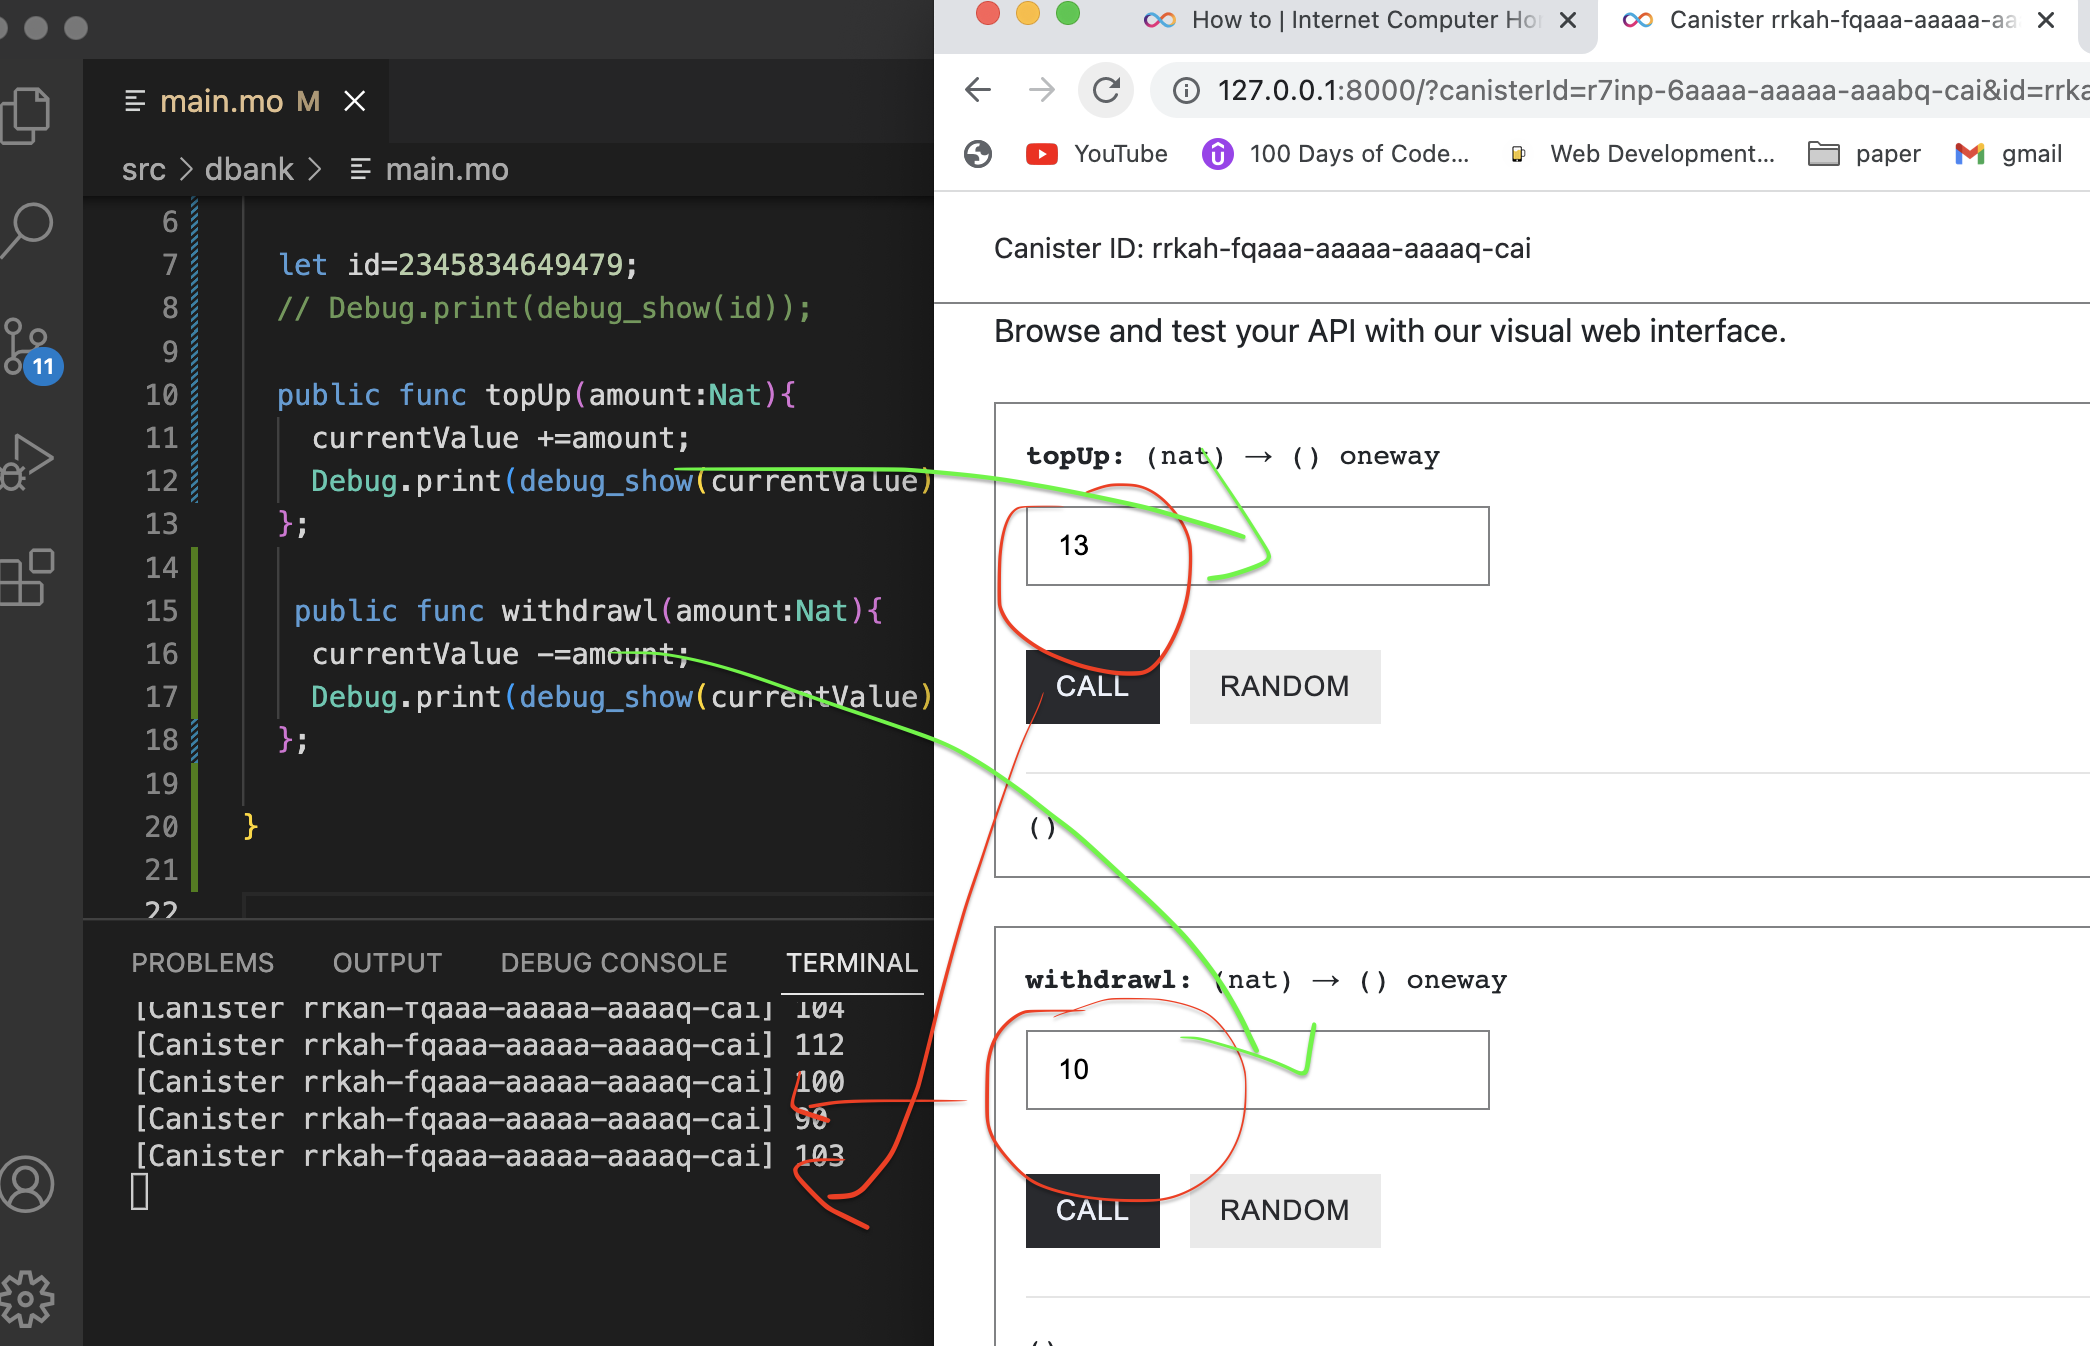 main.mo M
src > dbank > main.mo
6
7 let id=2345834649479;
8 // Debug.print(debug_show(id));
9
10 public func topUp(amount:Nat){
11 currentValue +=amount;
12 Debug.print(debug_show(currentValue)
13 };
14
15 public func withdrawl(amount:Nat){
16 currentValue -=amount;
17 Debug.print(debug_show(currentValue)
18 };
19
20 }
21
22
11
PROBLEMS OUTPUT DEBUG CONSOLE TERMINAL
[Canister rrkah-fqaaa-aaaaa-aaaaq-cai] 104
[Canister rrkah-fqaaa-aaaaa-aaaaq-cai] 112
[Canister rrkah-fqaaa-aaaaa-aaaaq-cai] 100
[Canister rrkah-fqaaa-aaaaa-aaaaq-cai] 90
[Canister rrkah-fqaaa-aaaaa-aaaaq-cai] 103
How to | Internet Computer Ho Canister rrkah-fqaaa-aaaaa-aa
127.0.0.1:8000/?canisterId=r7inp-6aaaa-aaaaa-aaabq-cai&id=rrka
YouTube 100 Days of Code... Web Development... paper gmail
Canister ID: rrkah-fqaaa-aaaaa-aaaaq-cai
Browse and test your API with our visual web interface.
topUp: (nat) → () oneway
13
CALL RANDOM
()
withdrawl: (nat) → () oneway
10
CALL RANDOM